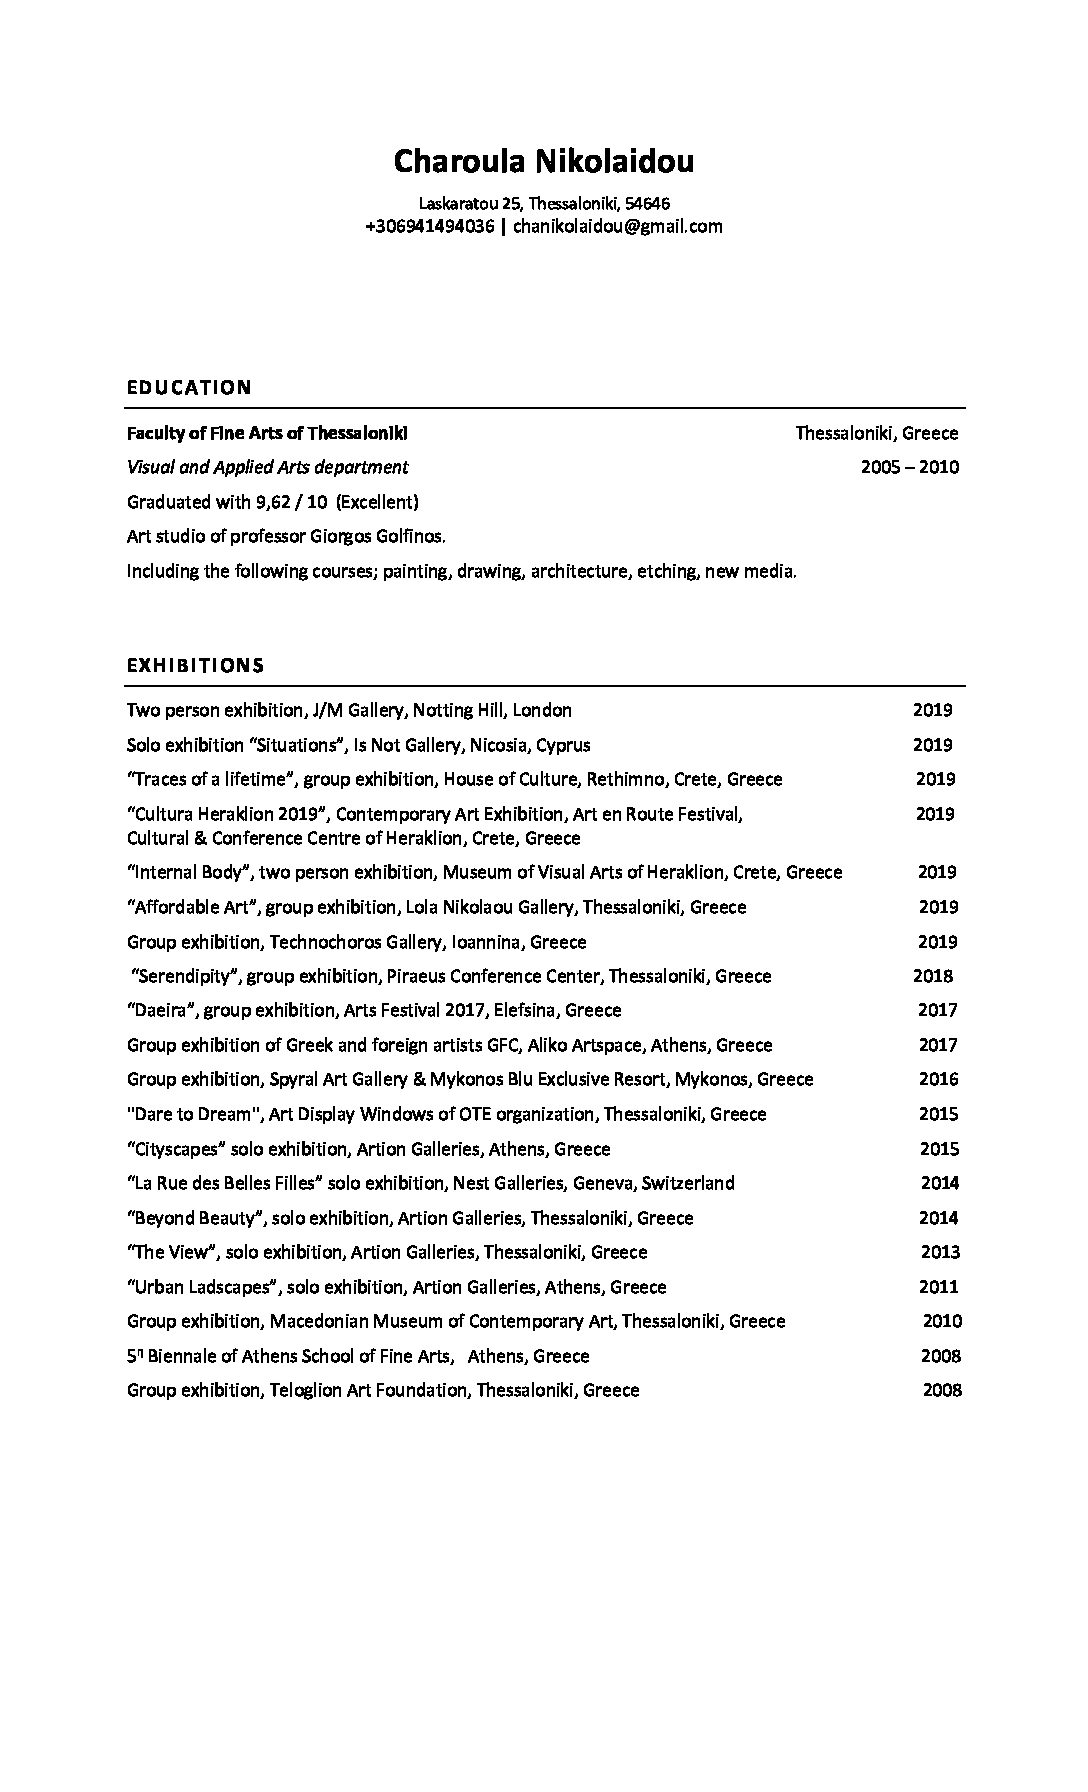 Charoula Nikolaidou
Laskaratou 25, Thessaloniki, 54646
+306941494036 | chanikolaidou@gmail.com
EDUCATION
Faculty of Fine Arts of Thessaloniki Thessaloniki, Greece
Visual and Applied Arts department 2005 – 2010
Graduated with 9,62 / 10 (Excellent)
Art studio of professor Giorgos Golfinos.
Including the following courses; painting, drawing, architecture, etching, new media.
EXHIBITIONS
Two person exhibition, J/M Gallery, Notting Hill, London 2019
Solo exhibition “Situations”, Is Not Gallery, Nicosia, Cyprus 2019
“Traces of a lifetime”, group exhibition, House of Culture, Rethimno, Crete, Greece 2019
“Cultura Heraklion 2019”, Contemporary Art Exhibition, Art en Route Festival, 2019
Cultural & Conference Centre of Heraklion, Crete, Greece
“Internal Body”, two person exhibition, Museum of Visual Arts of Heraklion, Crete, Greece 2019
“Affordable Art”, group exhibition, Lola Nikolaou Gallery, Thessaloniki, Greece 2019
Group exhibition, Technochoros Gallery, Ioannina, Greece 2019
“Serendipity”, group exhibition, Piraeus Conference Center, Thessaloniki, Greece 2018
“Daeira”, group exhibition, Arts Festival 2017, Elefsina, Greece 2017
Group exhibition of Greek and foreign artists GFC, Aliko Artspace, Athens, Greece 2017
Group exhibition, Spyral Art Gallery & Mykonos Blu Exclusive Resort, Mykonos, Greece 2016
"Dare to Dream", Art Display Windows of OTE organization, Thessaloniki, Greece 2015
“Cityscapes” solo exhibition, Artion Galleries, Athens, Greece 2015
“La Rue des Belles Filles” solo exhibition, Nest Galleries, Geneva, Switzerland 2014
“Beyond Beauty”, solo exhibition, Artion Galleries, Thessaloniki, Greece 2014
“The View”, solo exhibition, Artion Galleries, Thessaloniki, Greece 2013
“Urban Ladscapes”, solo exhibition, Artion Galleries, Athens, Greece 2011
Group exhibition, Macedonian Museum of Contemporary Art, Thessaloniki, Greece 2010
5η Biennale of Athens School of Fine Arts, Athens, Greece 2008
Group exhibition, Teloglion Art Foundation, Thessaloniki, Greece 2008